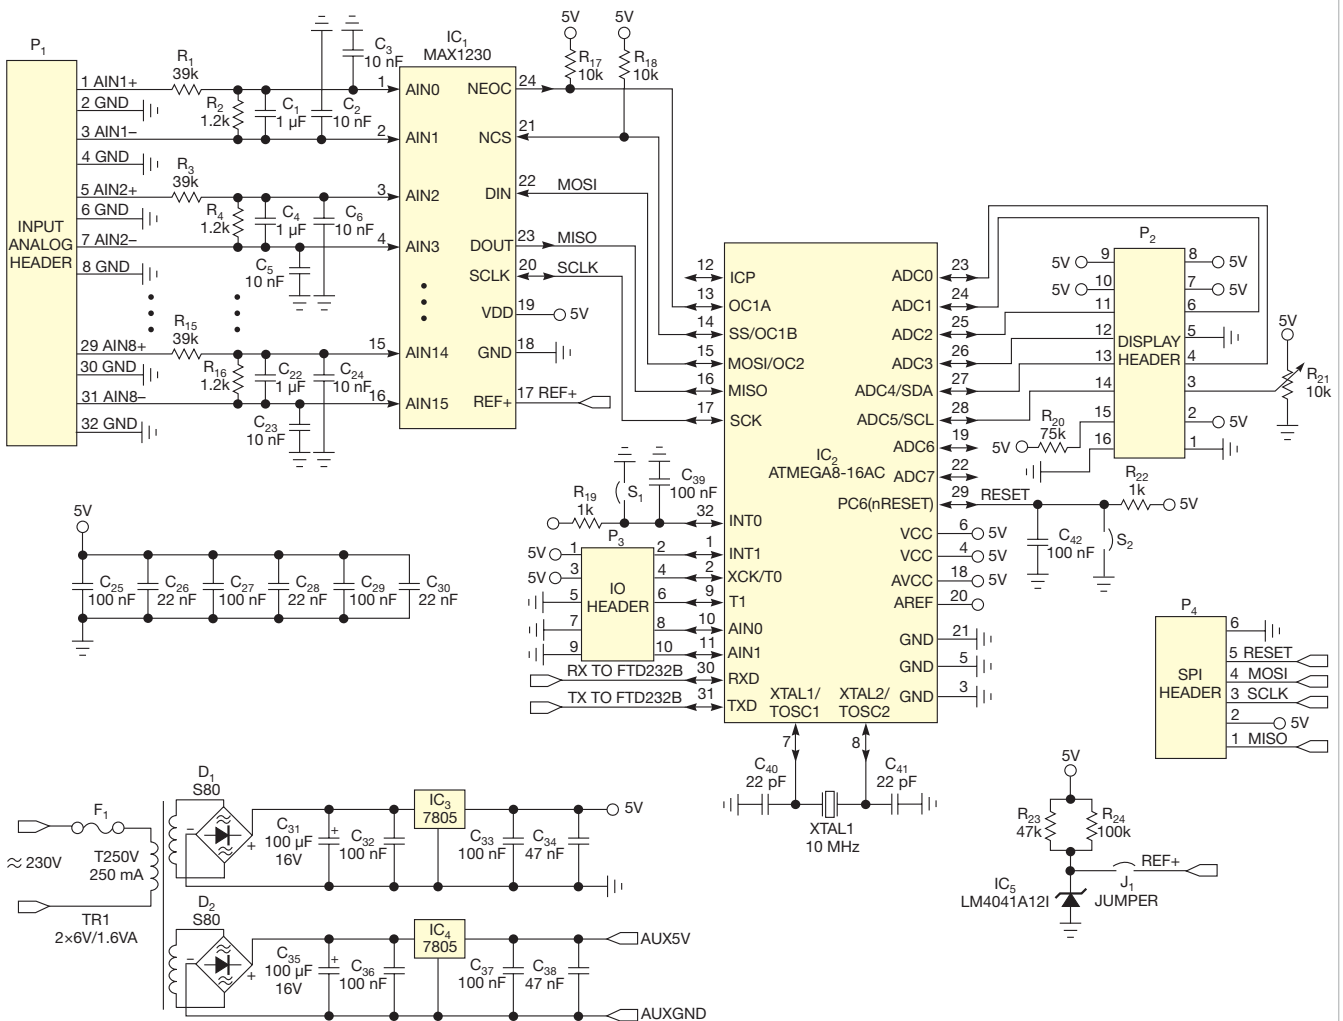 P1
INPUT
ANALOG
HEADER
1 AIN1+
2 GND
3 AIN1–
4 GND
5 AIN2+
6 GND
7 AIN2–
8 GND
29 AIN8+
30 GND
31 AIN8–
32 GND
R1
39k
R2
1.2k
C1
1 µF
C2
10 nF
C3
10 nF
R3
39k
R4
1.2k
C4
1 µF
C6
10 nF
C5
10 nF
R15
39k
R16
1.2k
C22
1 µF
C24
10 nF
C23
10 nF
IC1
MAX1230
1 AIN0
2 AIN1
3 AIN2
4 AIN3
15 AIN14
16 AIN15
NEOC 24
NCS 21
DIN 22 MOSI
DOUT 23 MISO
SCLK 20 SCLK
VDD 19 5V
GND 18
REF+ 17 REF+
5V
R17
10k
5V
R18
10k
IC2
ATMEGA8-16AC
12 ICP
13 OC1A
14 SS/OC1B
15 MOSI/OC2
16 MISO
17 SCK
32 INT0
1 INT1
2 XCK/T0
9 T1
10 AIN0
11 AIN1
30 RXD
31 TXD
ADC0 23
ADC1 24
ADC2 25
ADC3 26
ADC4/SDA 27
ADC5/SCL 28
ADC6 19
ADC7 22
PC6(nRESET) 29 RESET
VCC 6 5V
VCC 4 5V
AVCC 18 5V
AREF 20
GND 21
GND 5
GND 3
XTAL1/
TOSC1
XTAL2/
TOSC2
7
8
C40
22 pF
C41
22 pF
XTAL1
10 MHz
R19
1k
S1
C39
100 nF
P3
IO
HEADER
5V 1
5V 3
5
7
9
2
4
6
8
10
RX TO FTD232B
TX TO FTD232B
P2
DISPLAY
HEADER
5V 9
5V 10
11
12
13
14
15
16
8 5V
7 5V
6
5
4
3
2 5V
1
5V
R21
10k
R20
75k
5V
R22
1k
5V
C42
100 nF
S2
P4
SPI
HEADER
6
5 RESET
4 MOSI
3 SCLK
2 5V
1 MISO
5V
R23
47k
R24
100k
REF+
J1
JUMPER
IC5
LM4041A12I
5V
C25
100 nF
C26
22 nF
C27
100 nF
C28
22 nF
C29
100 nF
C30
22 nF
F1
T250V
250 mA
≈ 230V
TR1
2×6V/1.6VA
D1
S80
–
+
C31
100 µF
16V
+
C32
100 nF
IC3
7805
C33
100 nF
C34
47 nF
5V
D2
S80
–
+
C35
100 µF
16V
+
C36
100 nF
IC4
7805
C37
100 nF
C38
47 nF
AUX5V
AUXGND